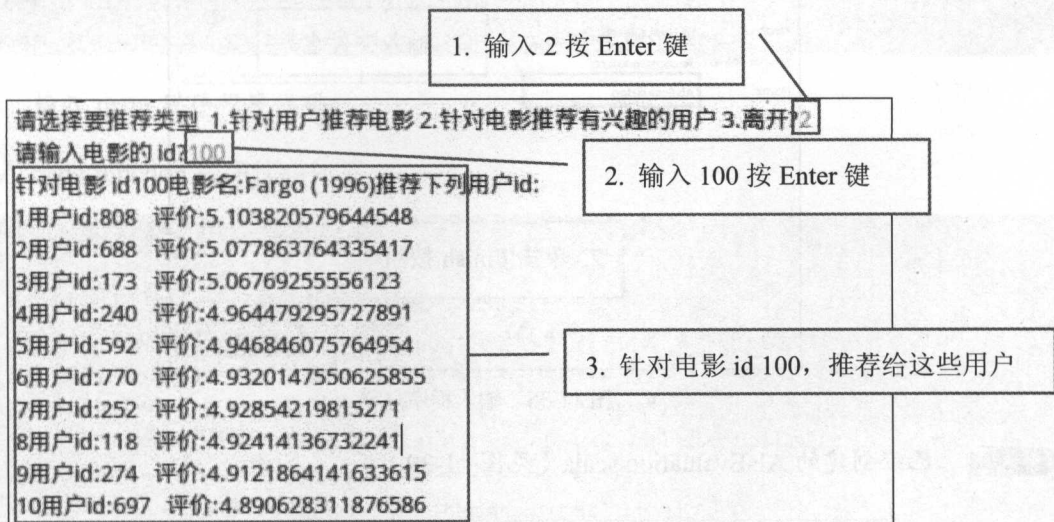 1. 输入 2 按 Enter 键
请选择要推荐类型 1.针对用户推荐电影 2.针对电影推荐有兴趣的用户 3.离开?2
请输入电影的 id?100
2. 输入 100 按 Enter 键
针对电影 id100电影名:Fargo (1996)推荐下列用户id:
1用户id:808 评价:5.103820579644548
2用户id:688 评价:5.077863764335417
3用户id:173 评价:5.06769255556123
4用户id:240 评价:4.964479295727891
5用户id:592 评价:4.946846075764954
6用户id:770 评价:4.9320147550625855
7用户id:252 评价:4.92854219815271
8用户id:118 评价:4.924141367322411
9用户id:274 评价:4.9121864141633615
10用户id:697 评价:4.890628311876586
3. 针对电影 id 100，推荐给这些用户